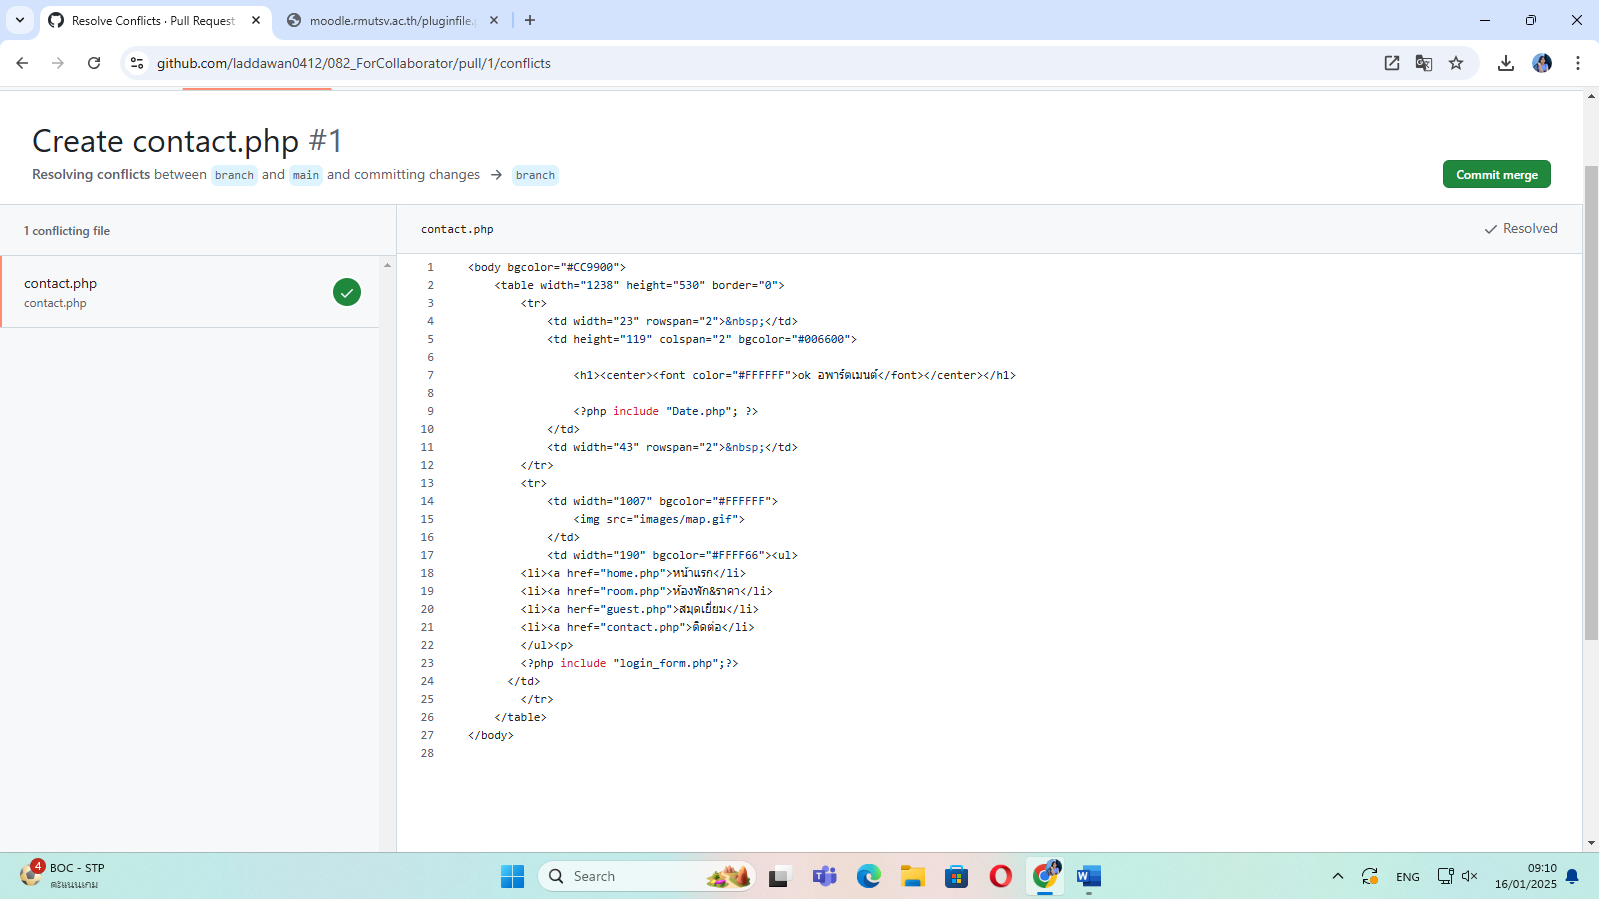 Resolve Conflicts · Pull Request
moodle.rmutsv.ac.th/pluginfile.
github.com/laddawan0412/082_ForCollaborator/pull/1/conflicts
Create contact.php #1
Resolving conflicts between branch and main and committing changes → branch
Commit merge
1 conflicting file
contact.php
Resolved
contact.php
contact.php
1 <body bgcolor="#CC9900">
2 <table width="1238" height="530" border="0">
3 <tr>
4 <td width="23" rowspan="2">&nbsp;</td>
5 <td height="119" colspan="2" bgcolor="#006600">
6
7 <h1><center><font color="#FFFFFF">ok อพาร์ตเมนต์</font></center></h1>
8
9 <?php include "Date.php"; ?>
10 </td>
11 <td width="43" rowspan="2">&nbsp;</td>
12 </tr>
13 <tr>
14 <td width="1007" bgcolor="#FFFFFF">
15 <img src="images/map.gif">
16 </td>
17 <td width="190" bgcolor="#FFFF66"><ul>
18 <li><a href="home.php">หน้าแรก</li>
19 <li><a href="room.php">ห้องพัก&ราคา</li>
20 <li><a herf="guest.php">สมุดเยี่ยม</li>
21 <li><a href="contact.php">ติดต่อ</li>
22 </ul><p>
23 <?php include "login_form.php";?>
24 </td>
25 </tr>
26 </table>
27 </body>
28
4
BOC - STP
คะแนนเกม
Search
ENG
09:10
16/01/2025